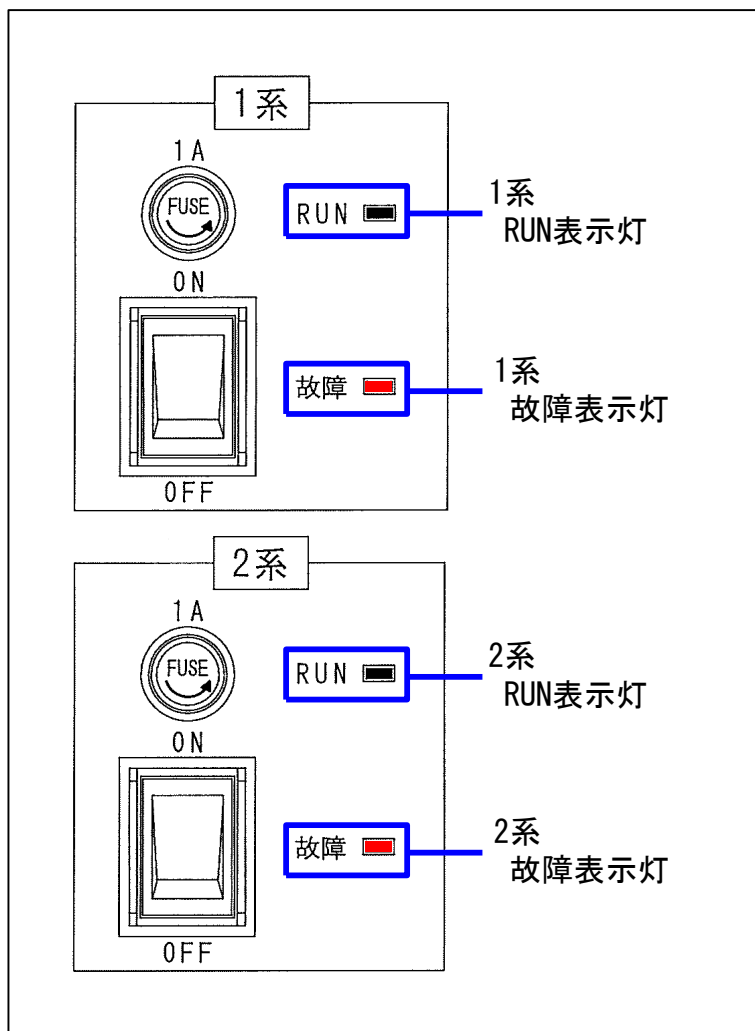 1系
1A
FUSE
RUN
1系
RUN表示灯
ON
故障
1系
故障表示灯
OFF
2系
1A
FUSE
RUN
2系
RUN表示灯
ON
故障
2系
故障表示灯
OFF